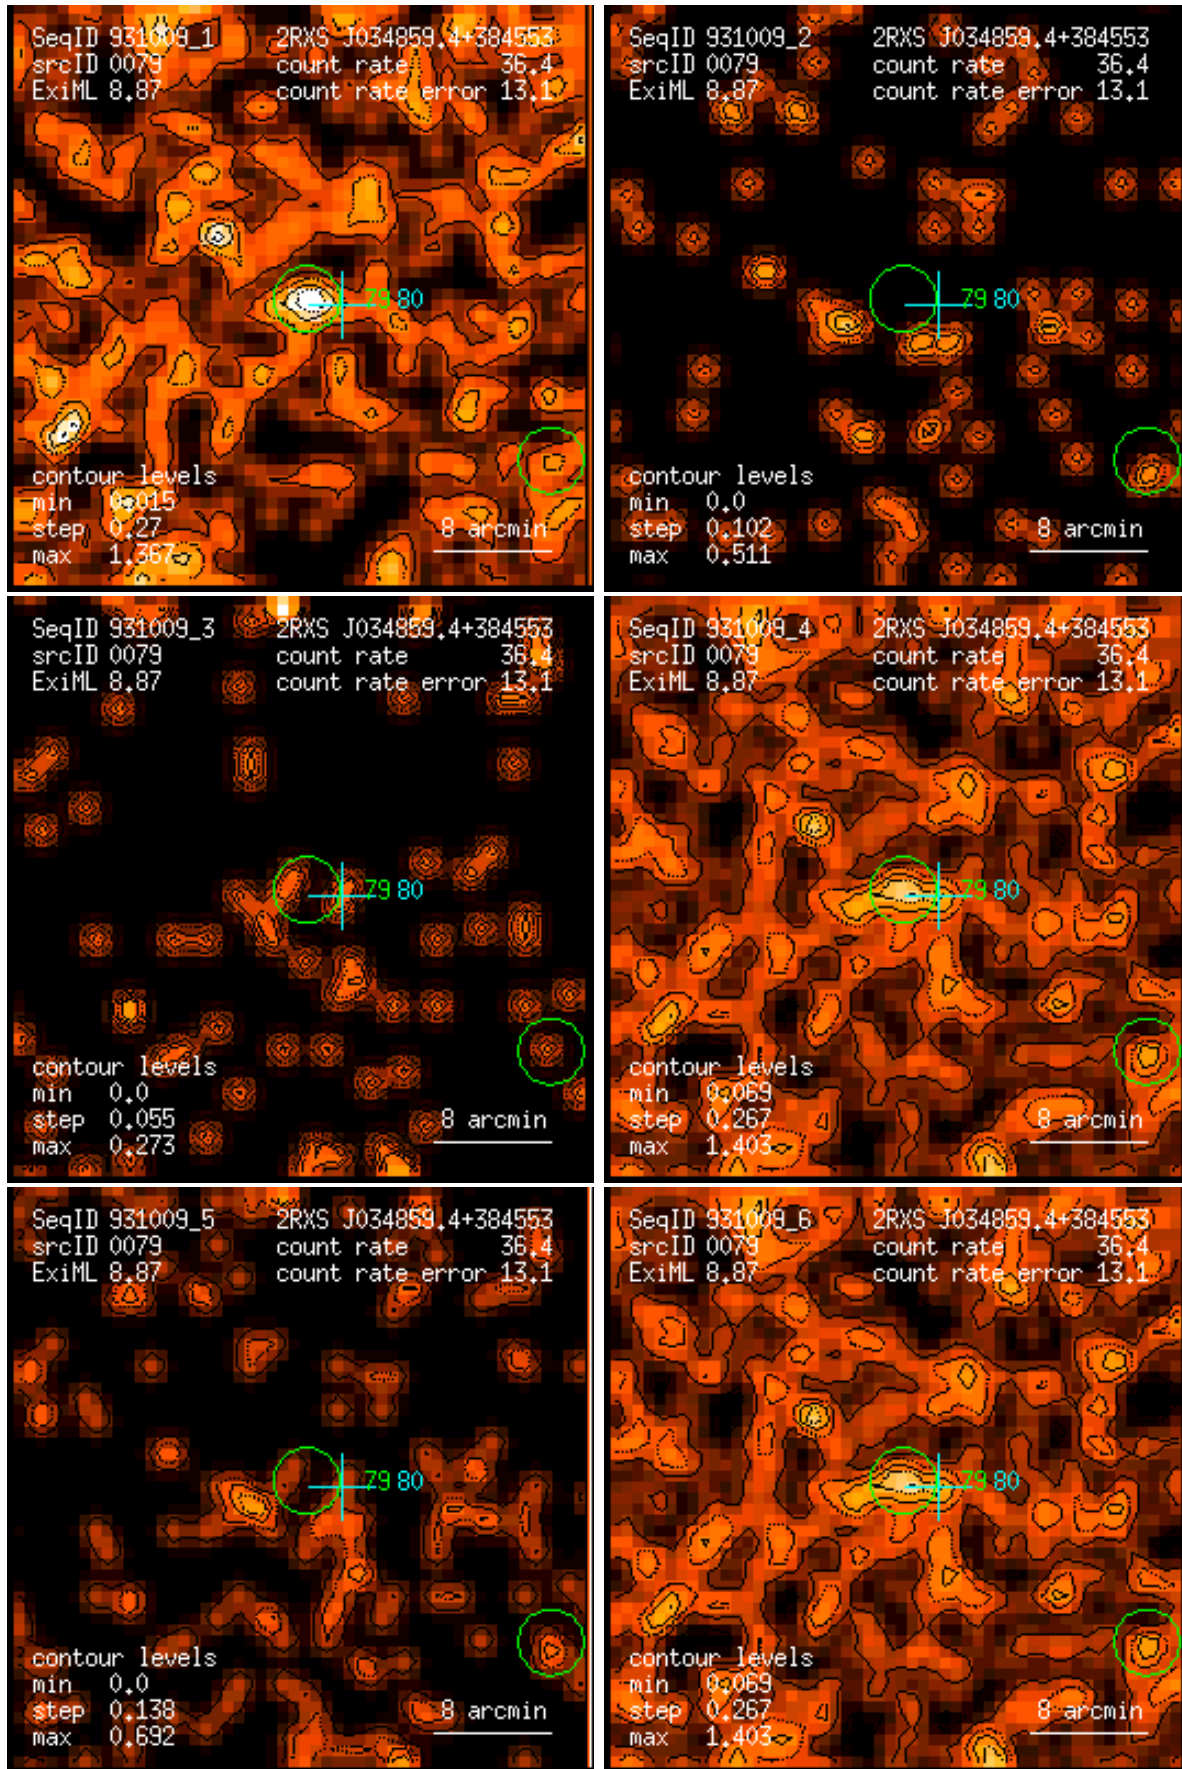 SeqID 931009_1 2RXS J034859.4+384553
srcID 0079 count rate 36.4
ExiML 8.87 count rate error 13.1
79 80
contour levels
min 0.015
step 0.27 8 arcmin
max 1.367
SeqID 931009_2 2RXS J034859.4+384553
srcID 0079 count rate 36.4
ExiML 8.87 count rate error 13.1
79 80
contour levels
min 0.0
step 0.102 8 arcmin
max 0.511
SeqID 931009_3 2RXS J034859.4+384553
srcID 0079 count rate 36.4
ExiML 8.87 count rate error 13.1
79 80
contour levels
min 0.0
step 0.055 8 arcmin
max 0.273
SeqID 931009_4 2RXS J034859.4+384553
srcID 0079 count rate 36.4
ExiML 8.87 count rate error 13.1
79 80
contour levels
min 0.069
step 0.267 8 arcmin
max 1.403
SeqID 931009_5 2RXS J034859.4+384553
srcID 0079 count rate 36.4
ExiML 8.87 count rate error 13.1
79 80
contour levels
min 0.0
step 0.138 8 arcmin
max 0.692
SeqID 931009_6 2RXS J034859.4+384553
srcID 0079 count rate 36.4
ExiML 8.87 count rate error 13.1
79 80
contour levels
min 0.069
step 0.267 8 arcmin
max 1.403